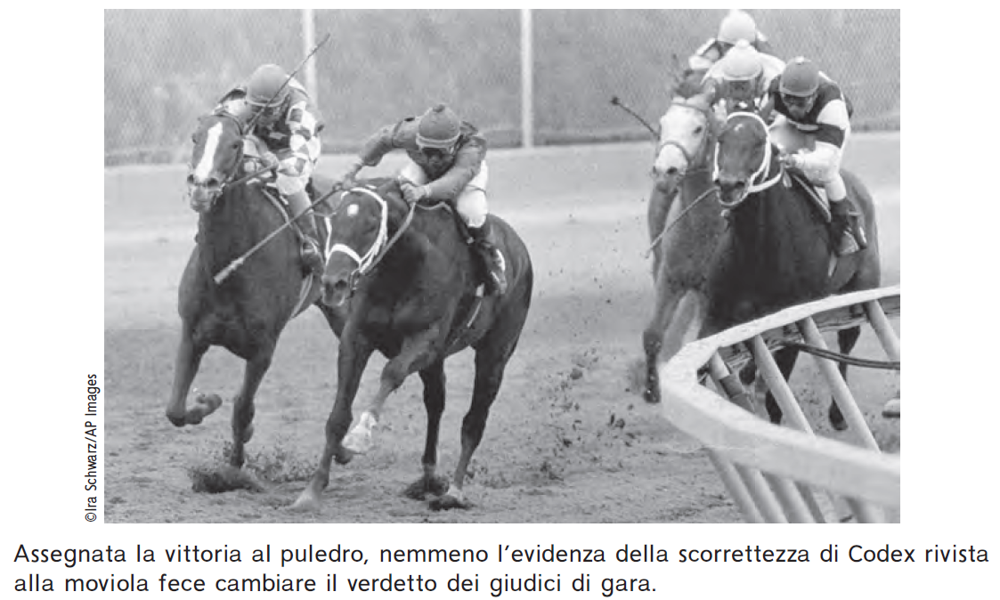 ©Ira Schwarz/AP Images
Assegnata la vittoria al puledro, nemmeno l'evidenza della scorrettezza di Codex rivista
alla moviola fece cambiare il verdetto dei giudici di gara.